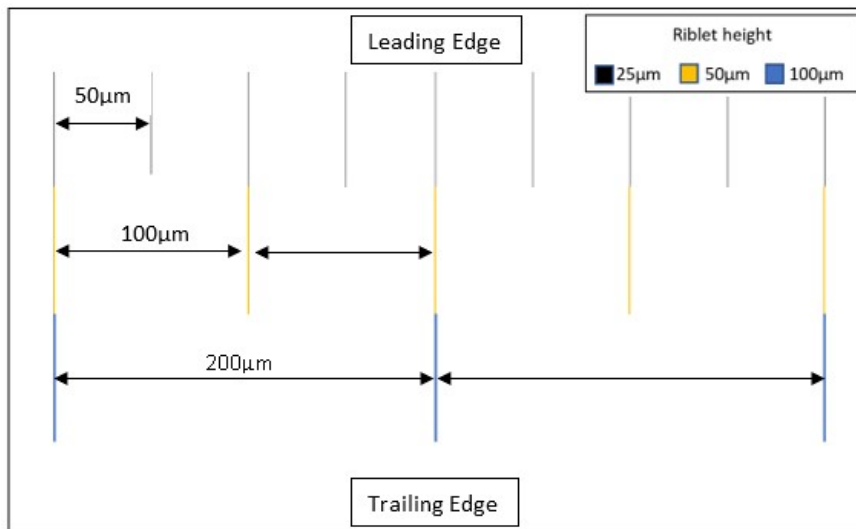 Leading Edge
Riblet height
25μm 50μm 100μm
50μm
100μm
200μm
Trailing Edge